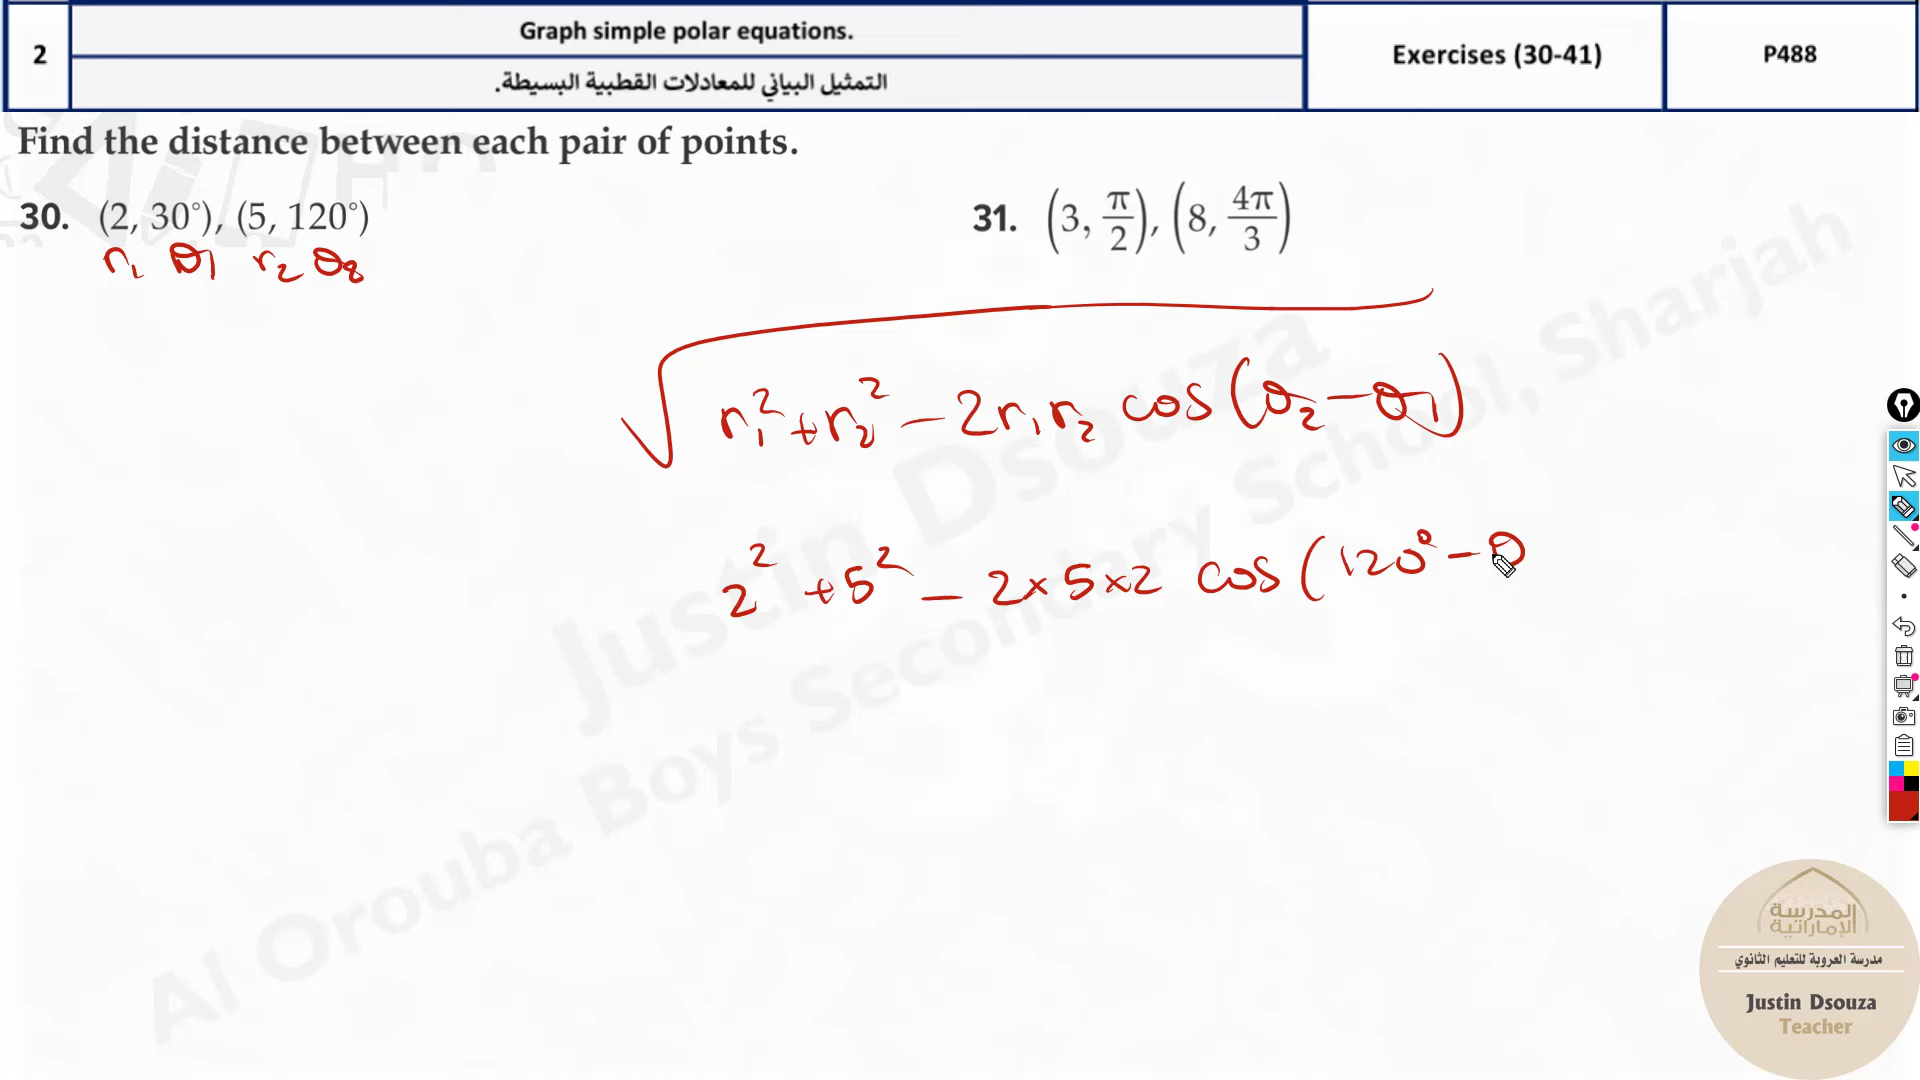 2
Graph simple polar equations.
التمثيل البياني للمعادلات القطبية البسيطة.
Exercises (30-41)
P488
Find the distance between each pair of points.
30. (2, 30°), (5, 120°)
31. (3, π/2), (8, 4π/3)
r₁ θ₁ r₂ θ₂
√(r₁² + r₂² − 2r₁r₂ cos(θ₂ − θ₁))
2² + 5² − 2×5×2 cos(120° −
Justin Dsouza
Al Orouba Boys Secondary School, Sharjah
المدرسة
الإماراتية
مدرسة العروبة للتعليم الثانوي
Justin Dsouza
Teacher